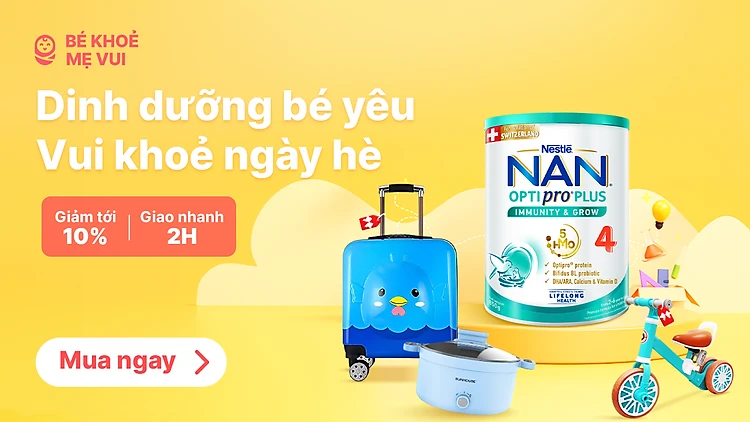 BÉ KHOẺ
MẸ VUI
Dinh dưỡng bé yêu
Vui khoẻ ngày hè
Giảm tới
10%
Giao nhanh
2H
Mua ngay
SWITZERLAND
Nestlé
NAN
OPTIPRO PLUS
IMMUNITY & GROW
5
HMO
4
Optipro® protein
Bifidus BL probiotic
DHA/ARA, Calcium & Vitamin D
LIFELONG
HEALTH
SUNHOUSE